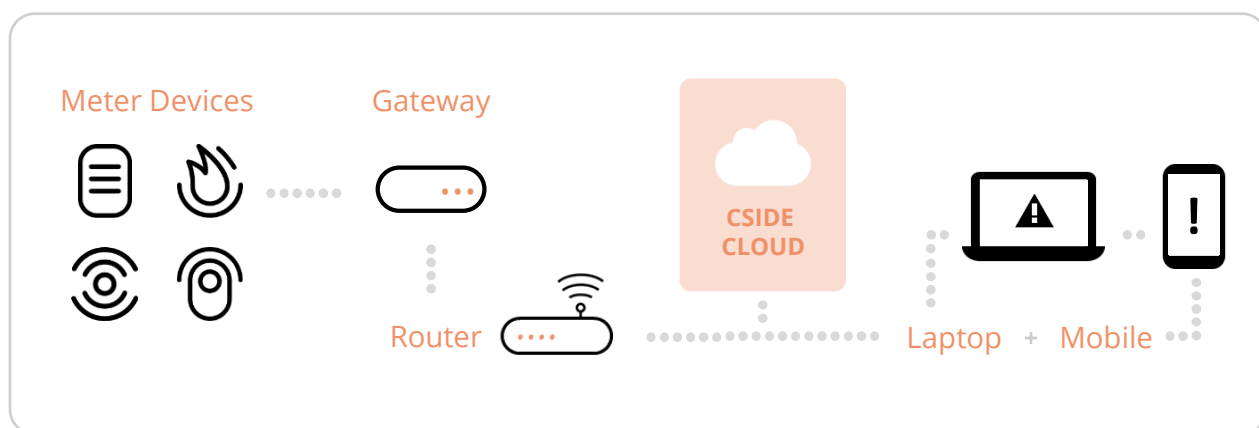 Meter Devices
Gateway
CSIDE
CLOUD
!
!
Router
Laptop + Mobile